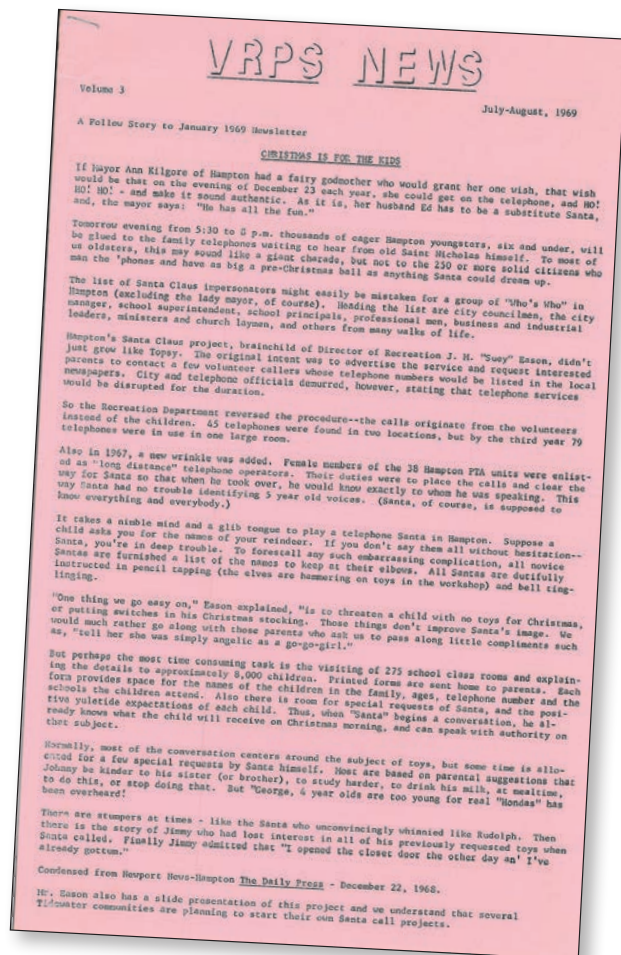 VRPS NEWS
Volume 3
July-August, 1969
A Follow Story to January 1969 Newsletter
CHRISTMAS IS FOR THE KIDS
If Mayor Ann Kilgore of Hampton had a fairy godmother who would grant her one wish, that wish
would be that on the evening of December 23 each year, she could get on the telephone, and HO!
HO! HO! - and make it sound authentic. As it is, her husband Ed has to be a substitute Santa,
and, the mayor says: "He has all the fun."
Tomorrow evening from 5:30 to 8 p.m. thousands of eager Hampton youngsters, six and under, will
be glued to the family telephones waiting to hear from old Saint Nicholas himself. To most of
us oldsters, this may sound like a giant charade, but not to the 250 or more solid citizens who
man the 'phones and have as big a pre-Christmas ball as anything Santa could dream up.
The list of Santa Claus impersonators might easily be mistaken for a group of "Who's Who" in
Hampton (excluding the lady mayor, of course). Heading the list are city councilmen, the city
manager, school superintendent, school principals, professional men, business and industrial
leaders, ministers and church laymen, and others from many walks of life.
Hampton's Santa Claus project, brainchild of Director of Recreation J. M. "Suey" Eason, didn't
just grow like Topsy. The original intent was to advertise the service and request interested
parents to contact a few volunteer callers whose telephone numbers would be listed in the local
newspapers. City and telephone officials demurred, however, stating that telephone services
would be disrupted for the duration.
So the Recreation Department reversed the procedure--the calls originate from the volunteers
instead of the children. 45 telephones were found in two locations, but by the third year 79
telephones were in use in one large room.
Also in 1967, a new wrinkle was added. Female members of the 38 Hampton PTA units were enlist-
ed as "long distance" telephone operators. Their duties were to place the calls and clear the
way for Santa so that when he took over, he would know exactly to whom he was speaking. This
way Santa had no trouble identifying 5 year old voices. (Santa, of course, is supposed to
know everything and everybody.)
It takes a nimble mind and a glib tongue to play a telephone Santa in Hampton. Suppose a
child asks you for the names of your reindeer. If you don't say them all without hesitation--
Santa, you're in deep trouble. To forestall any such embarrassing complication, all novice
Santas are furnished a list of the names to keep at their elbows. All Santas are dutifully
instructed in pencil tapping (the elves are hammering on toys in the workshop) and bell ting-
linging.
"One thing we go easy on," Eason explained, "is to threaten a child with no toys for Christmas,
or putting switches in his Christmas stocking. Those things don't improve Santa's image. We
would much rather go along with those parents who ask us to pass along little compliments such
as, "tell her she was simply angelic as a go-go-girl."
But perhaps the most time consuming task is the visiting of 275 school class rooms and explain-
ing the details to approximately 8,000 children. Printed forms are sent home to parents. Each
form provides space for the names of the children in the family, ages, telephone number and the
schools the children attend. Also there is room for special requests of Santa, and the posi-
tive yuletide expectations of each child. Thus, when "Santa" begins a conversation, he al-
ready knows what the child will receive on Christmas morning, and can speak with authority on
that subject.
Normally, most of the conversation centers around the subject of toys, but some time is allo-
cated for a few special requests by Santa himself. Most are based on parental suggestions that
Johnny be kinder to his sister (or brother), to study harder, to drink his milk, at mealtime,
to do this, or stop doing that. But "George, 4 year olds are too young for real "Hondas" has
been overheard!
There are stumpers at times - like the Santa who unconvincingly whinnied like Rudolph. Then
there is the story of Jimmy who had lost interest in all of his previously requested toys when
Santa called. Finally Jimmy admitted that "I opened the closet door the other day an' I've
already gottum."
Condensed from Newport News-Hampton The Daily Press - December 22, 1968.
Mr. Eason also has a slide presentation of this project and we understand that several
Tidewater communities are planning to start their own Santa call projects.